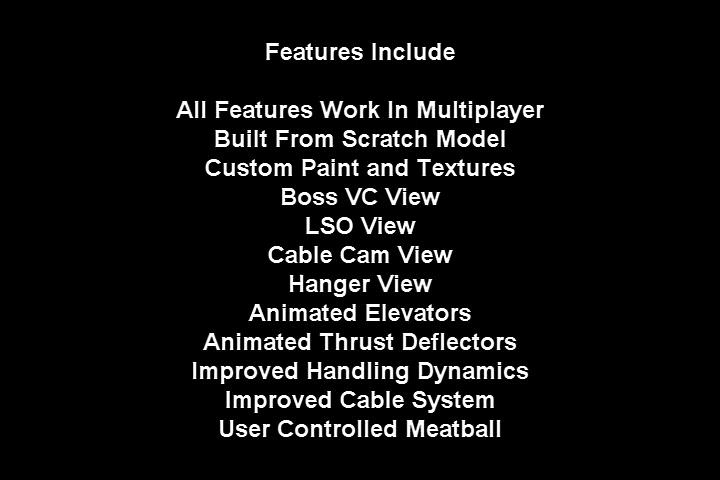 Features Include
All Features Work In Multiplayer
Built From Scratch Model
Custom Paint and Textures
Boss VC View
LSO View
Cable Cam View
Hanger View
Animated Elevators
Animated Thrust Deflectors
Improved Handling Dynamics
Improved Cable System
User Controlled Meatball